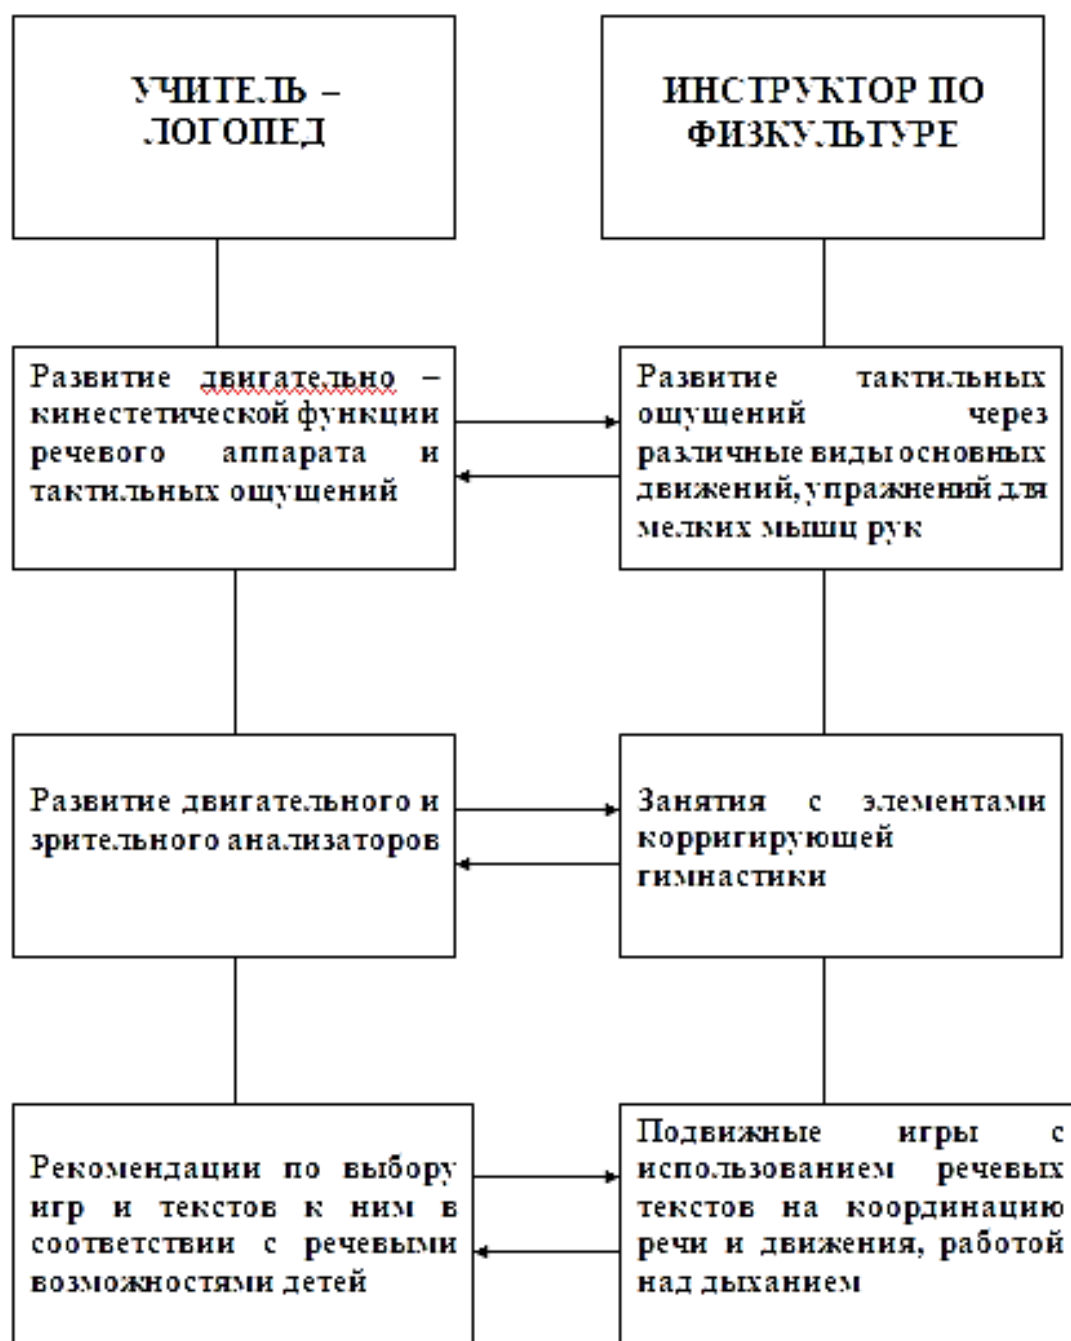 УЧИТЕЛЬ –
ЛОГОПЕД
ИНСТРУКТОР ПО
ФИЗКУЛЬТУРЕ
Развитие двигательно –
кинестетической функции
речевого аппарата и
тактильных ощущений
Развитие тактильных
ощущений через
различные виды основных
движений, упражнений для
мелких мышц рук
Развитие двигательного и
зрительного анализаторов
Занятия с элементами
корригирующей
гимнастики
Рекомендации по выбору
игр и текстов к ним в
соответствии с речевыми
возможностями детей
Подвижные игры с
использованием речевых
текстов на координацию
речи и движения, работой
над дыханием